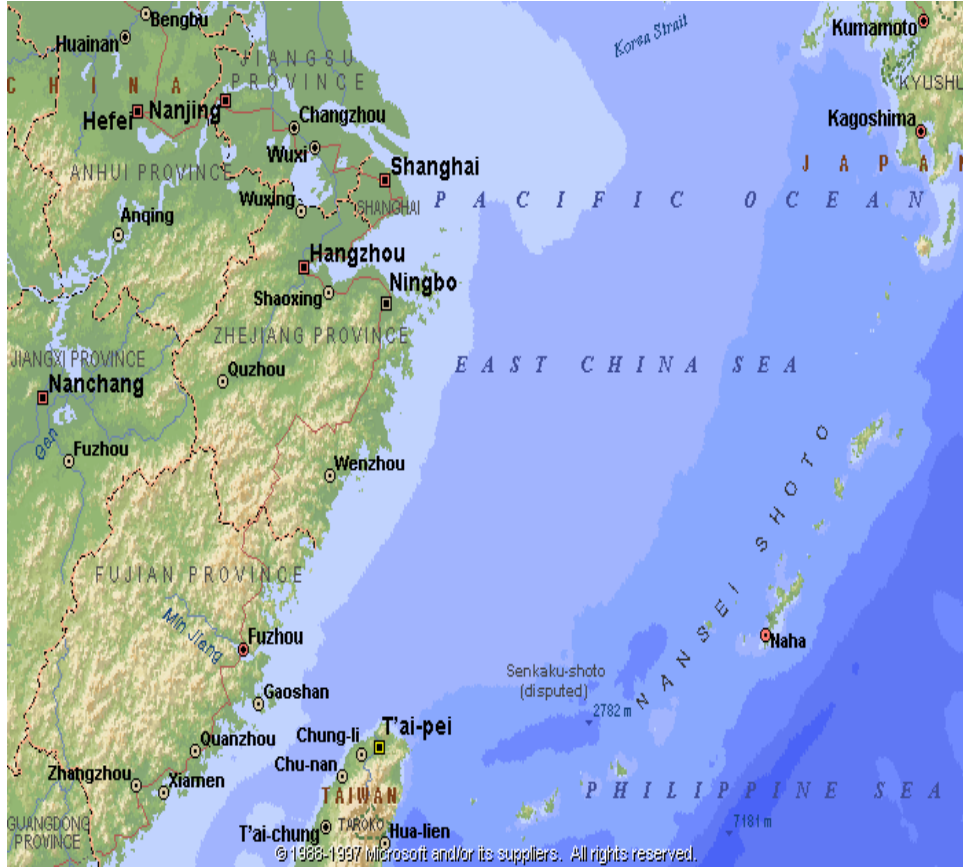 Bengbu
Huainan
Korea Strait
Kumamoto
JIANGSU
PROVINCE
CHINA
KYUSHU
Nanjing
Hefei
Changzhou
Kagoshima
Wuxi
Shanghai
JAPAN
ANHUI PROVINCE
Wuxing
SHANGHAI
PACIFIC OCEAN
Anqing
Hangzhou
Ningbo
Shaoxing
ZHEJIANG PROVINCE
JIANGXI PROVINCE
EAST CHINA SEA
Quzhou
Nanchang
Gan
Fuzhou
Wenzhou
NANSEI SHOTO
FUJIAN PROVINCE
Min Jiang
Fuzhou
Naha
Senkaku-shoto
(disputed)
Gaoshan
2782 m
T'ai-pei
Chung-li
Quanzhou
Chu-nan
Zhangzhou
Xiamen
TAIWAN
PHILIPPINE SEA
GUANGDONG
PROVINCE
T'ai-chung
TAROKO
Hua-lien
7181 m
© 1988-1997 Microsoft and/or its suppliers. All rights reserved.